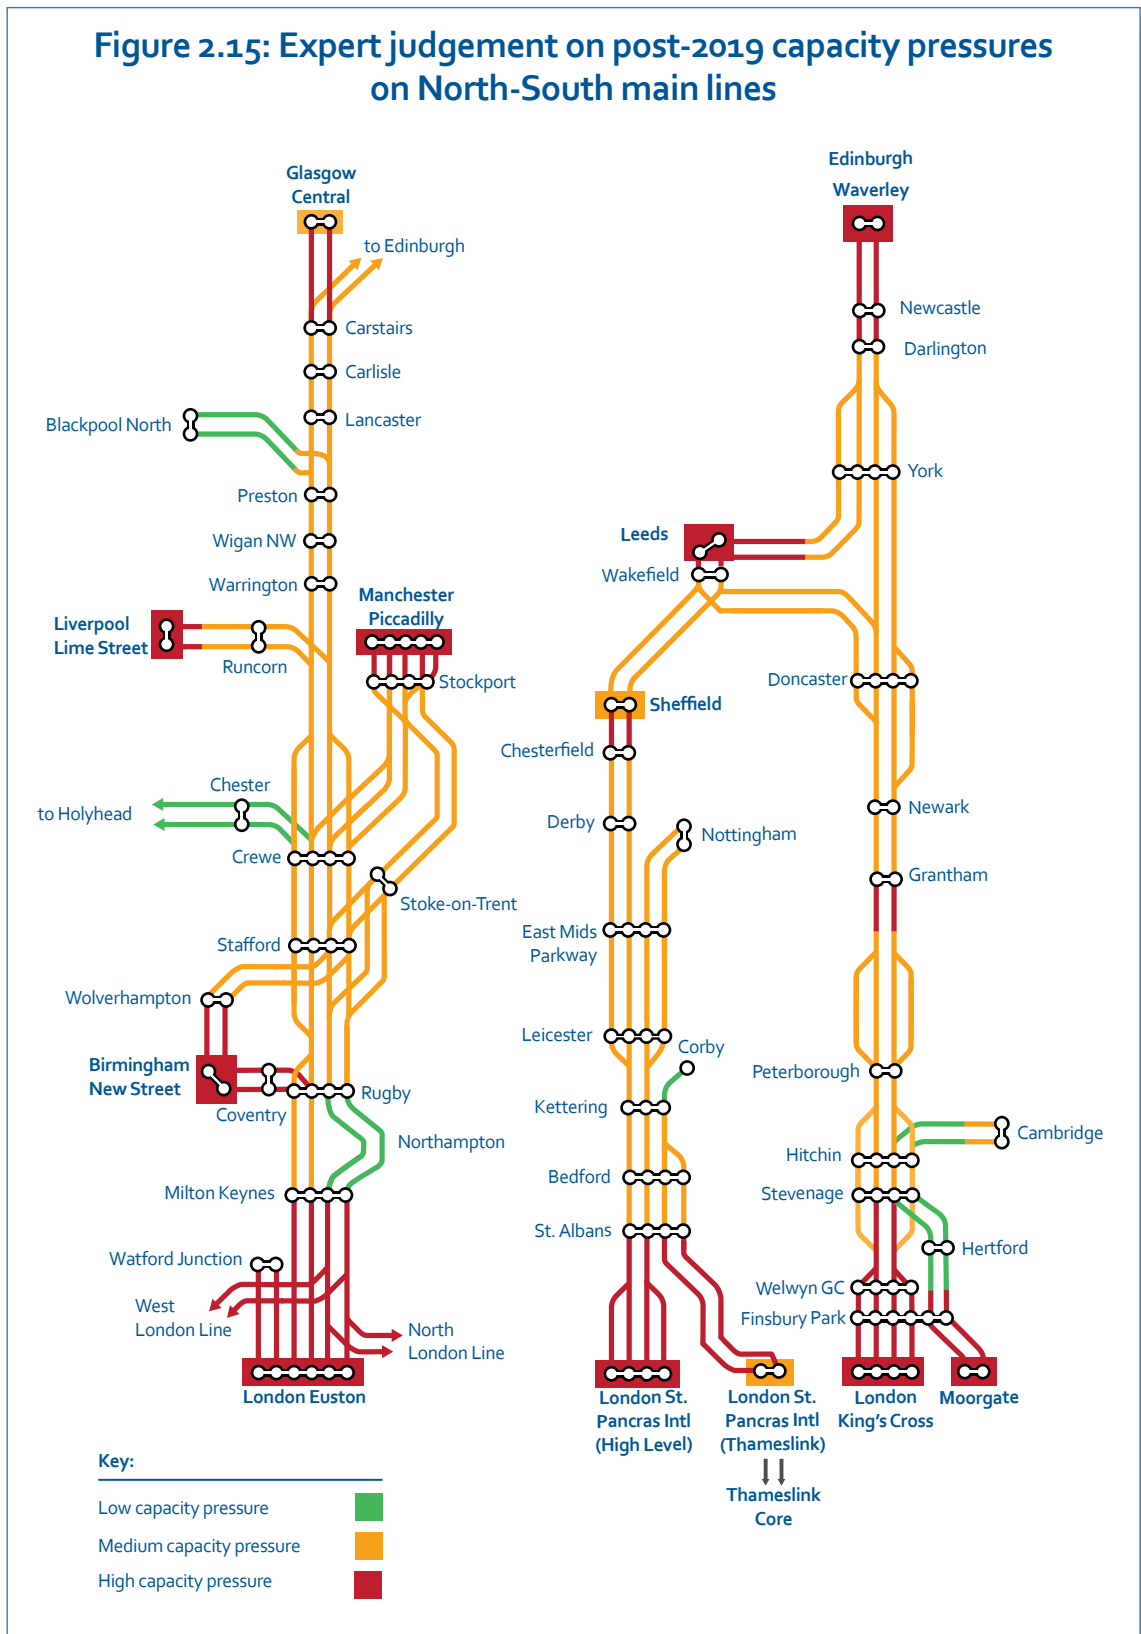 Figure 2.15: Expert judgement on post-2019 capacity pressures
on North-South main lines
Glasgow
Central
to Edinburgh
Carstairs
Carlisle
Lancaster
Blackpool North
Preston
Wigan NW
Warrington
Liverpool
Lime Street
Runcorn
Manchester
Piccadilly
Stockport
Chester
to Holyhead
Crewe
Stoke-on-Trent
Stafford
Wolverhampton
Birmingham
New Street
Coventry
Rugby
Northampton
Milton Keynes
Watford Junction
West
London Line
North
London Line
London Euston
Edinburgh
Waverley
Newcastle
Darlington
York
Leeds
Wakefield
Doncaster
Sheffield
Chesterfield
Derby
Nottingham
Newark
Grantham
East Mids
Parkway
Leicester
Corby
Kettering
Peterborough
Cambridge
Hitchin
Bedford
Stevenage
St. Albans
Hertford
Welwyn GC
Finsbury Park
London St.
Pancras Intl
(High Level)
London St.
Pancras Intl
(Thameslink)
Thameslink
Core
London
King's Cross
Moorgate
Key:
Low capacity pressure
Medium capacity pressure
High capacity pressure